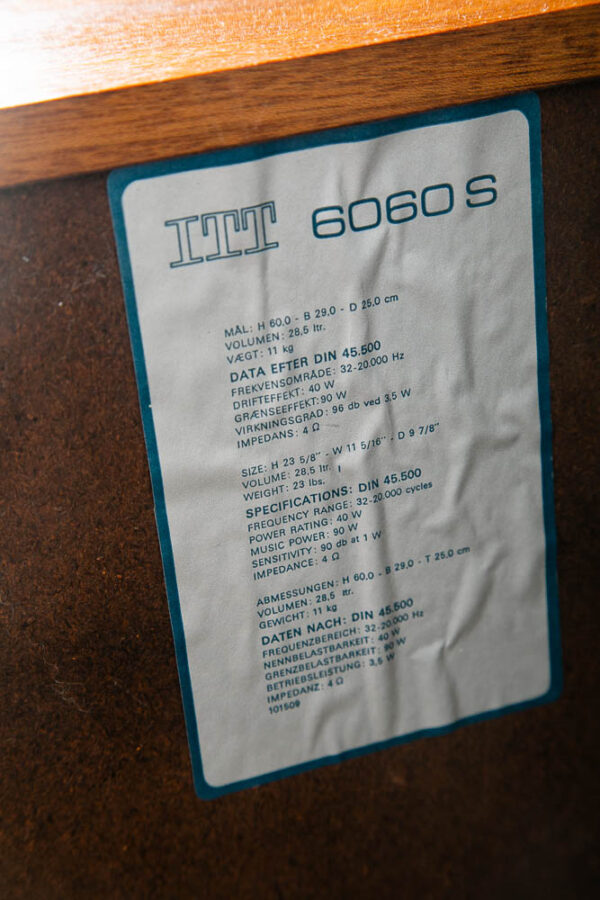 ITT 6060 S
MÅL: H 60,0 - B 29,0 - D 25,0 cm
VOLUMEN: 28,5 ltr.
VÆGT: 11 kg
DATA EFTER DIN 45.500
FREKVENSOMRÅDE: 32-20.000 Hz
DRIFTEFFEKT: 40 W
GRÆNSEEFFEKT: 90 W
VIRKNINGSGRAD: 96 db ved 3,5 W
IMPEDANS: 4 Ω
SIZE: H 23 5/8" - W 11 5/16" - D 9 7/8"
VOLUME: 28,5 ltr.
WEIGHT: 23 lbs.
SPECIFICATIONS: DIN 45.500
FREQUENCY RANGE: 32-20.000 cycles
POWER RATING: 40 W
MUSIC POWER: 90 W
SENSITIVITY: 90 db at 1 W
IMPEDANCE: 4 Ω
ABMESSUNGEN: H 60,0 - B 29,0 - T 25,0 cm
VOLUMEN: 28,5 ltr.
GEWICHT: 11 kg
DATEN NACH: DIN 45.500
FREQUENZBEREICH: 32-20.000 Hz
NENNBELASTBARKEIT: 40 W
GRENZBELASTBARKEIT: 90 W
BETRIEBSLEISTUNG: 3,5 W
IMPEDANZ: 4 Ω
101509